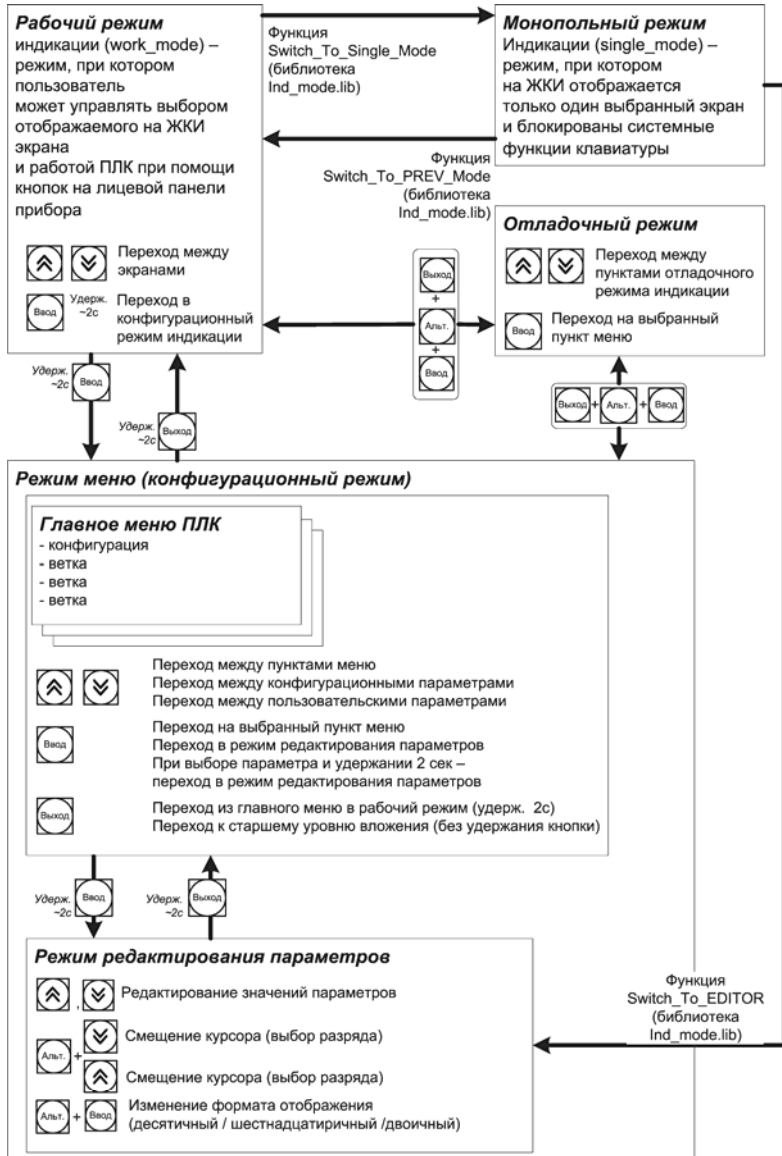 Рабочий режим
индикации (work_mode) –
режим, при котором
пользователь
может управлять выбором
отображаемого на ЖКИ
экрана
и работой ПЛК при помощи
кнопок на лицевой панели
прибора
Переход между
экранами
Ввод
Удерж.
~2с
Переход в
конфигурационный
режим индикации
Функция
Switch_To_Single_Mode
(библиотека
Ind_mode.lib)
Функция
Switch_To_PREV_Mode
(библиотека
Ind_mode.lib)
Монопольный режим
Индикации (single_mode) –
режим, при котором
на ЖКИ отображается
только один выбранный экран
и блокированы системные
функции клавиатуры
Отладочный режим
Переход между
пунктами отладочного
режима индикации
Ввод
Переход на выбранный
пункт меню
Выход
+
Альт.
+
Ввод
Удерж.
~2с
Ввод
Удерж.
~2с
Выход
Выход + Альт. + Ввод
Режим меню (конфигурационный режим)
Главное меню ПЛК
- конфигурация
- ветка
- ветка
- ветка
Переход между пунктами меню
Переход между конфигурационными параметрами
Переход между пользовательскими параметрами
Ввод
Переход на выбранный пункт меню
Переход в режим редактирования параметров
При выборе параметра и удержании 2 сек –
переход в режим редактирования параметров
Выход
Переход из главного меню в рабочий режим (удерж. 2с)
Переход к старшему уровню вложения (без удержания кнопки)
Удерж.
~2с
Ввод
Удерж.
~2с
Выход
Режим редактирования параметров
, Редактирование значений параметров
Альт. +
Смещение курсора (выбор разряда)
Смещение курсора (выбор разряда)
Альт. + Ввод
Изменение формата отображения
(десятичный / шестнадцатиричный /двоичный)
Функция
Switch_To_EDITOR
(библиотека
Ind_mode.lib)